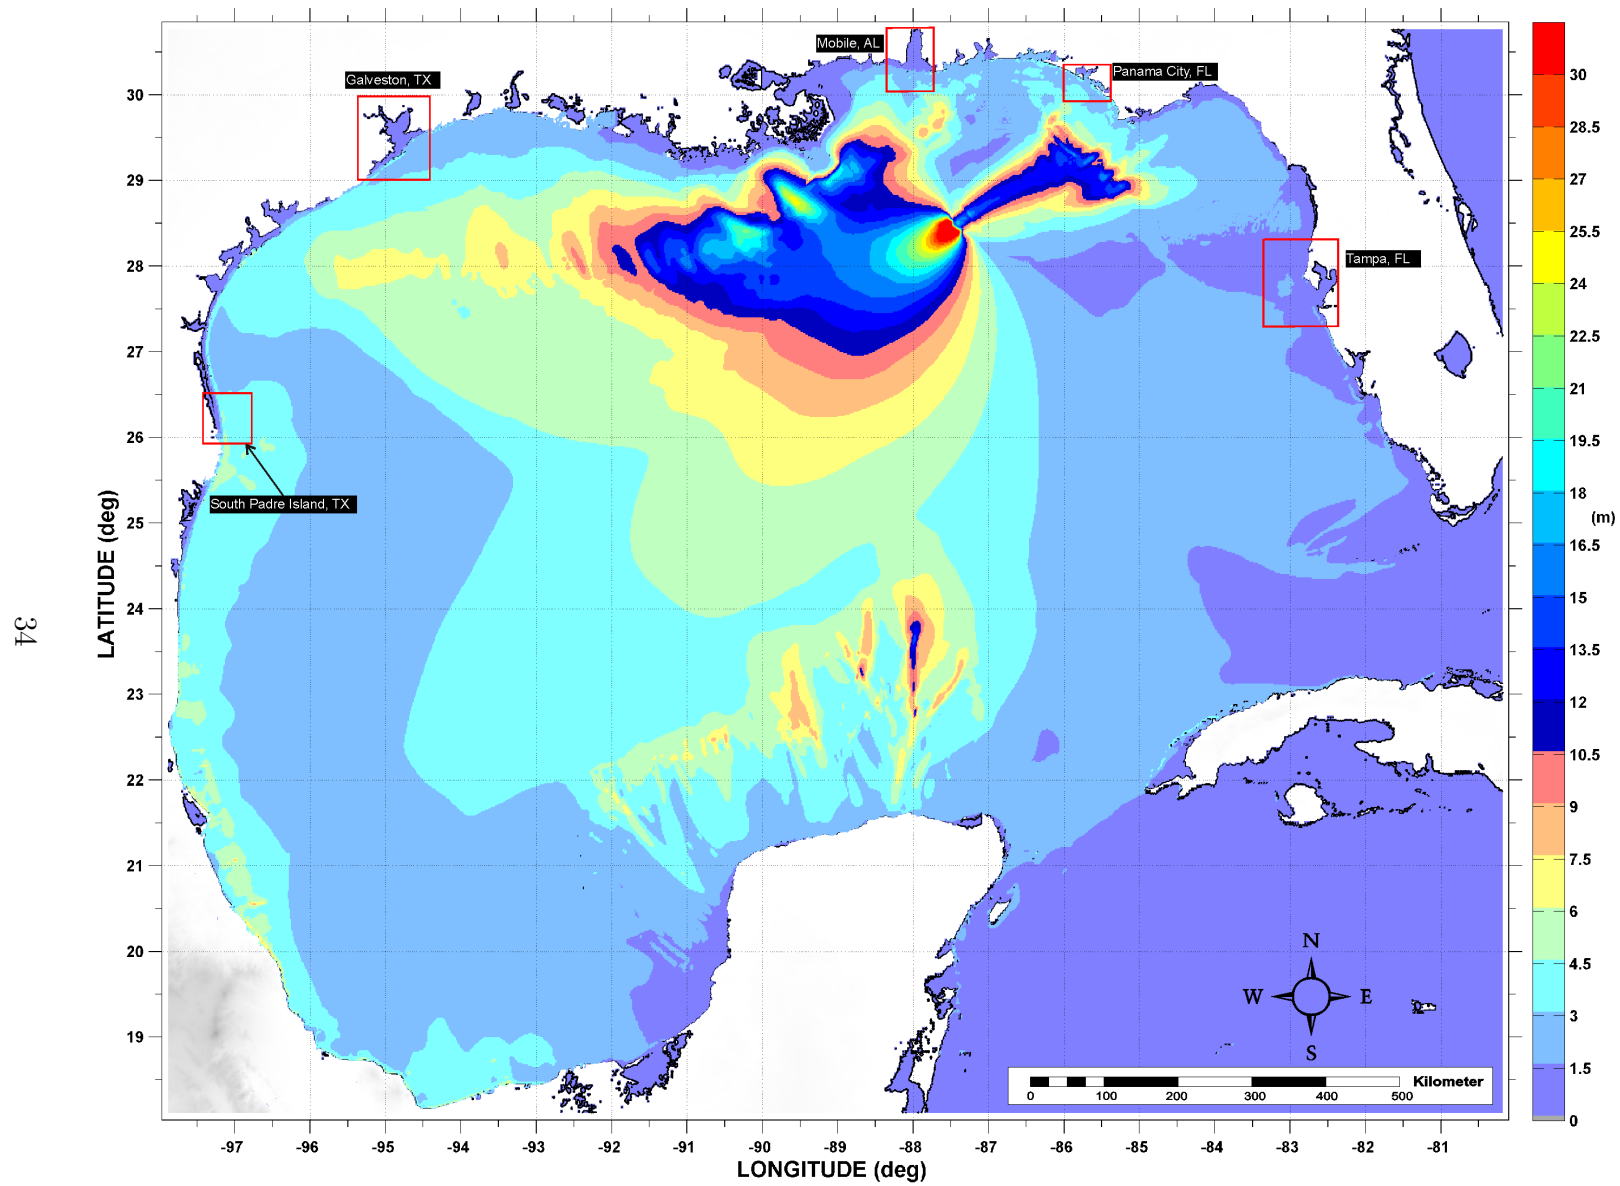 Mobile, AL
Panama City, FL
Galveston, TX
Tampa, FL
South Padre Island, TX
30
29
28
27
26
25
24
23
22
21
20
19
LATITUDE (deg)
34
-97 -96 -95 -94 -93 -92 -91 -90 -89 -88 -87 -86 -85 -84 -83 -82 -81
LONGITUDE (deg)
N
W E
S
Kilometer
0 100 200 300 400 500
30
28.5
27
25.5
24
22.5
21
19.5
18
(m)
16.5
15
13.5
12
10.5
9
7.5
6
4.5
3
1.5
0